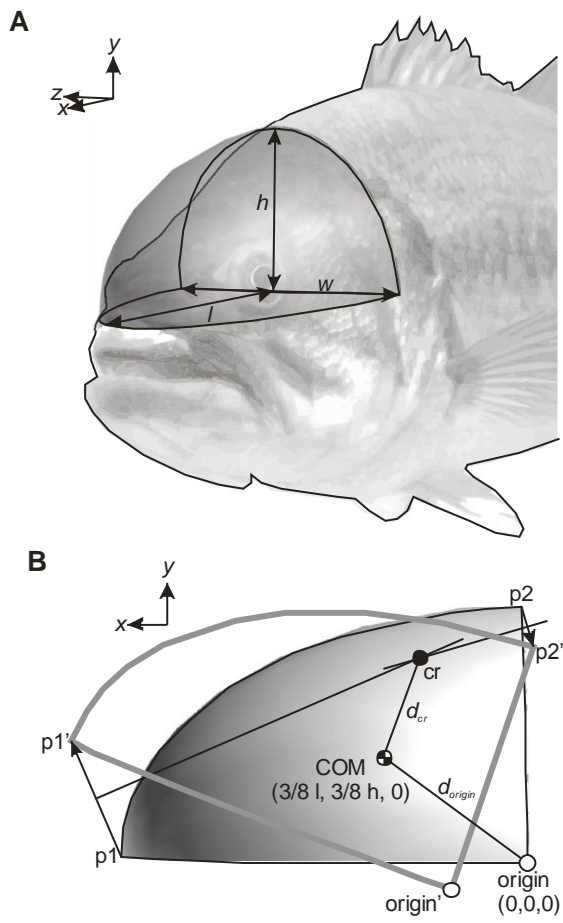 A
y
z
x
h
w
l
B
y
x
p2
p2'
cr
d cr
p1'
COM
(3/8 l, 3/8 h, 0)
d origin
p1
origin
(0,0,0)
origin'